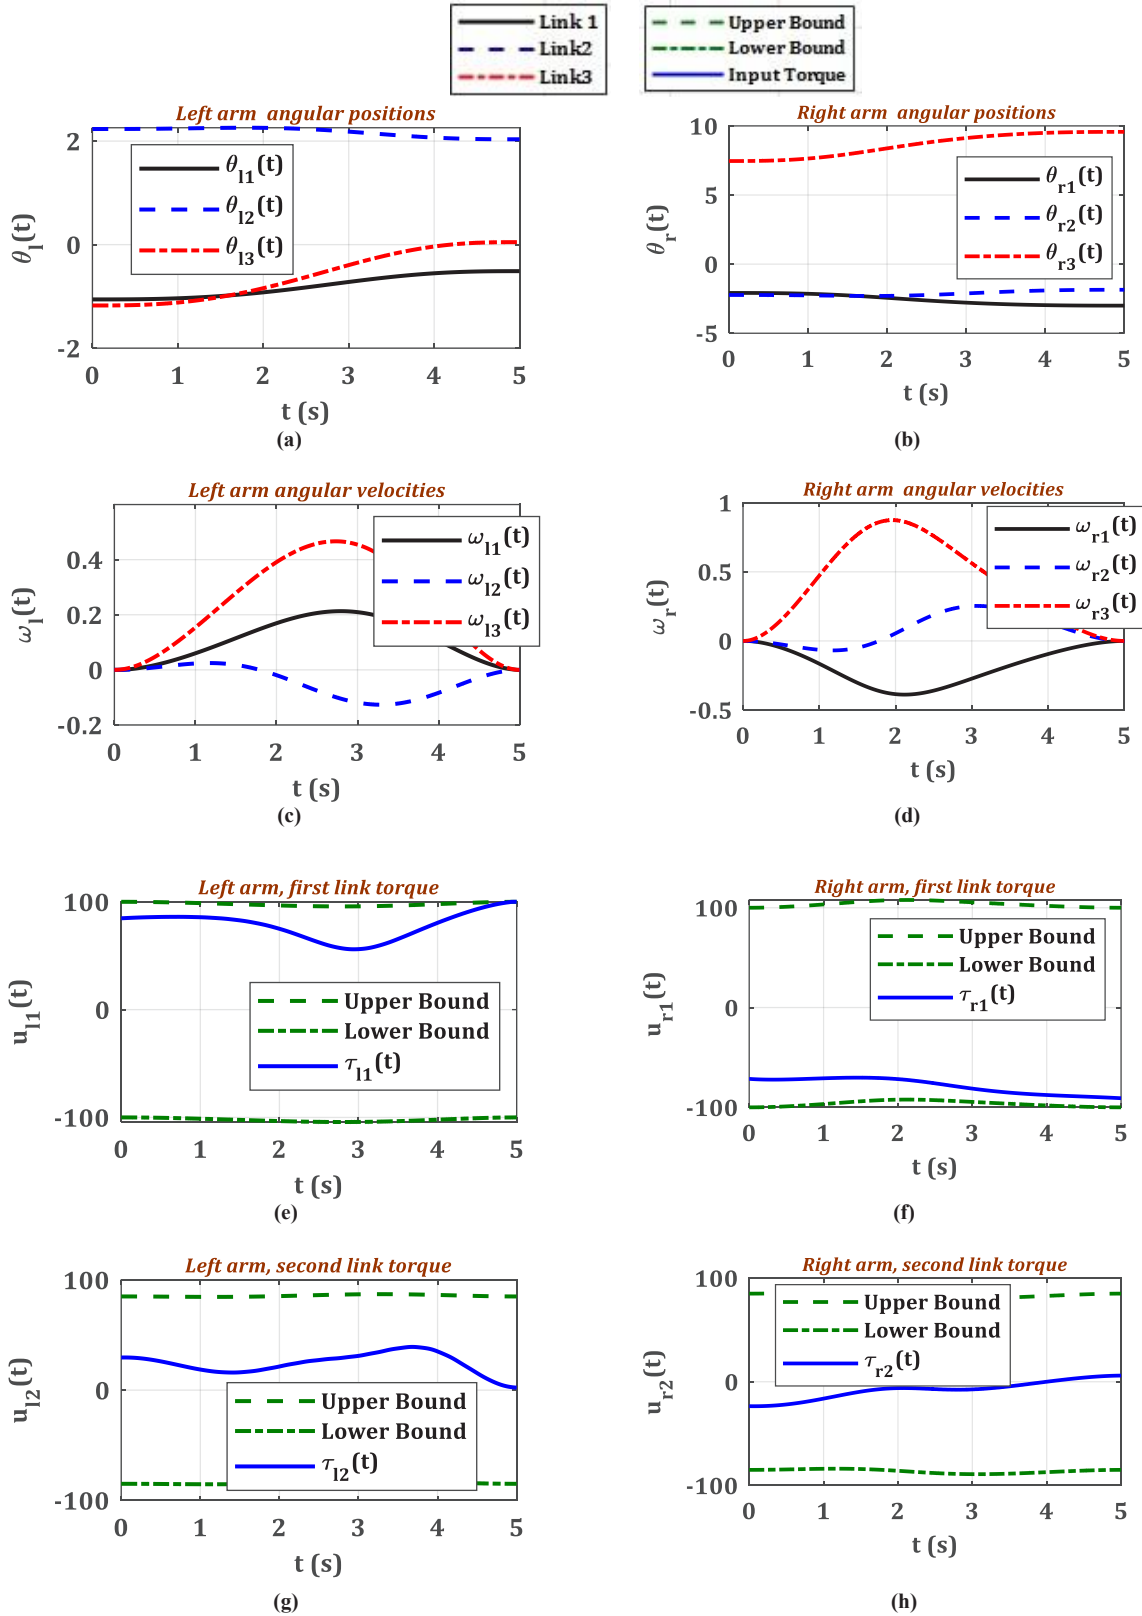 Link 1
Link2
Link3
Upper Bound
Lower Bound
Input Torque
Left arm angular positions
θl(t)
2
0
-2
θl1(t)
θl2(t)
θl3(t)
0 1 2 3 4 5
t (s)
(a)
Right arm angular positions
θr(t)
10
5
0
-5
θr1(t)
θr2(t)
θr3(t)
0 1 2 3 4 5
t (s)
(b)
Left arm angular velocities
ωl(t)
0.4
0.2
0
-0.2
ωl1(t)
ωl2(t)
ωl3(t)
0 1 2 3 4 5
t (s)
(c)
Right arm angular velocities
ωr(t)
1
0.5
0
-0.5
ωr1(t)
ωr2(t)
ωr3(t)
0 1 2 3 4 5
t (s)
(d)
Left arm, first link torque
ul1(t)
100
0
-100
Upper Bound
Lower Bound
τl1(t)
0 1 2 3 4 5
t (s)
(e)
Right arm, first link torque
ur1(t)
100
0
-100
Upper Bound
Lower Bound
τr1(t)
0 1 2 3 4 5
t (s)
(f)
Left arm, second link torque
ul2(t)
100
0
-100
Upper Bound
Lower Bound
τl2(t)
0 1 2 3 4 5
t (s)
(g)
Right arm, second link torque
ur2(t)
100
0
-100
Upper Bound
Lower Bound
τr2(t)
0 1 2 3 4 5
t (s)
(h)